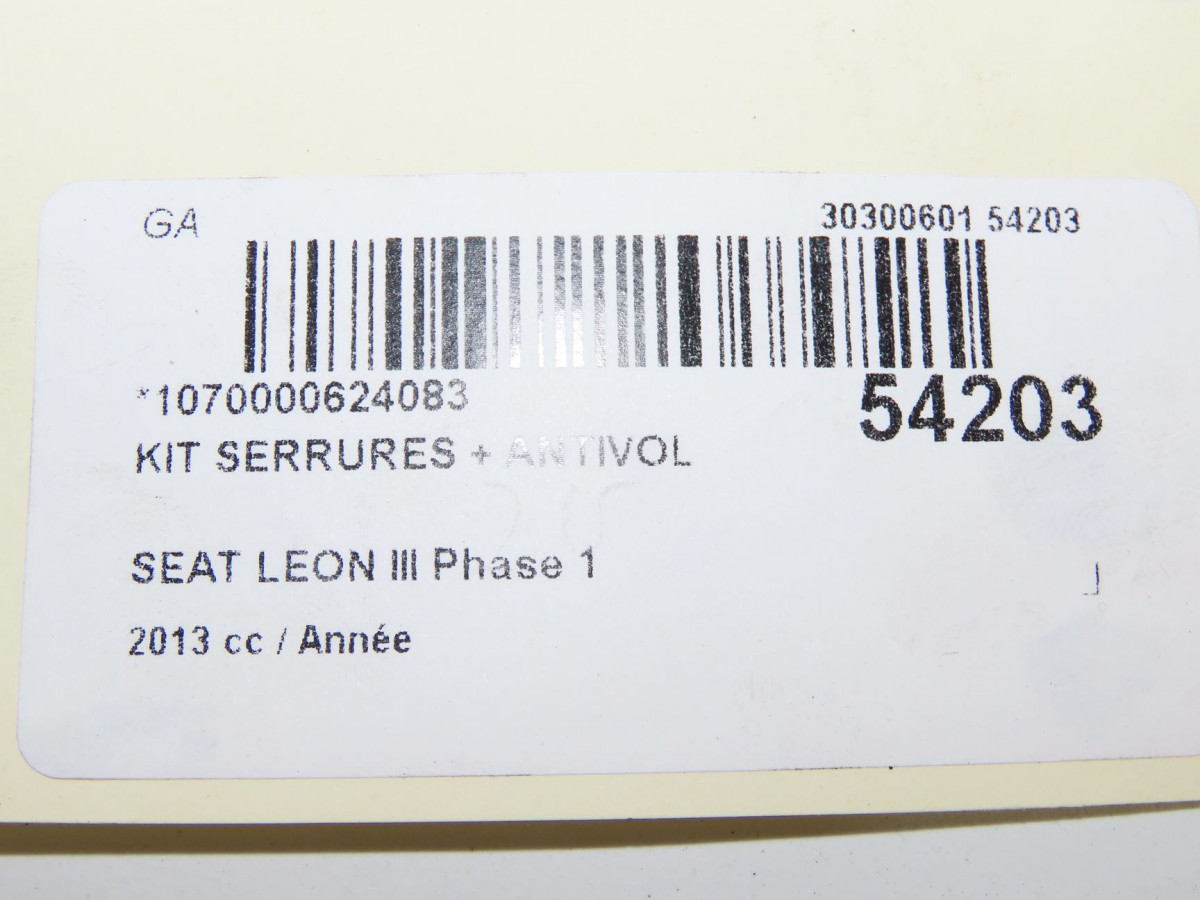 GA
30300601 54203
*1070000624083
54203
KIT SERRURES + ANTIVOL
SEAT LEON III Phase 1
2013 cc / Année